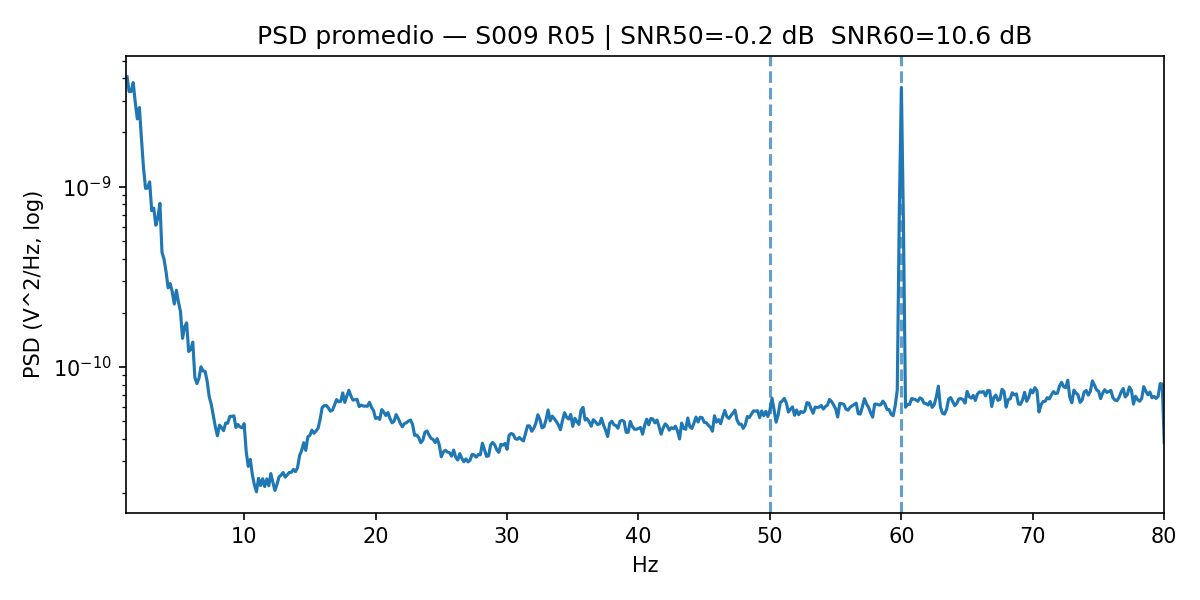 PSD promedio — S009 R05 | SNR50=-0.2 dB  SNR60=10.6 dB
PSD (V^2/Hz, log)
10^-9
10^-10
10 20 30 40 50 60 70 80
Hz